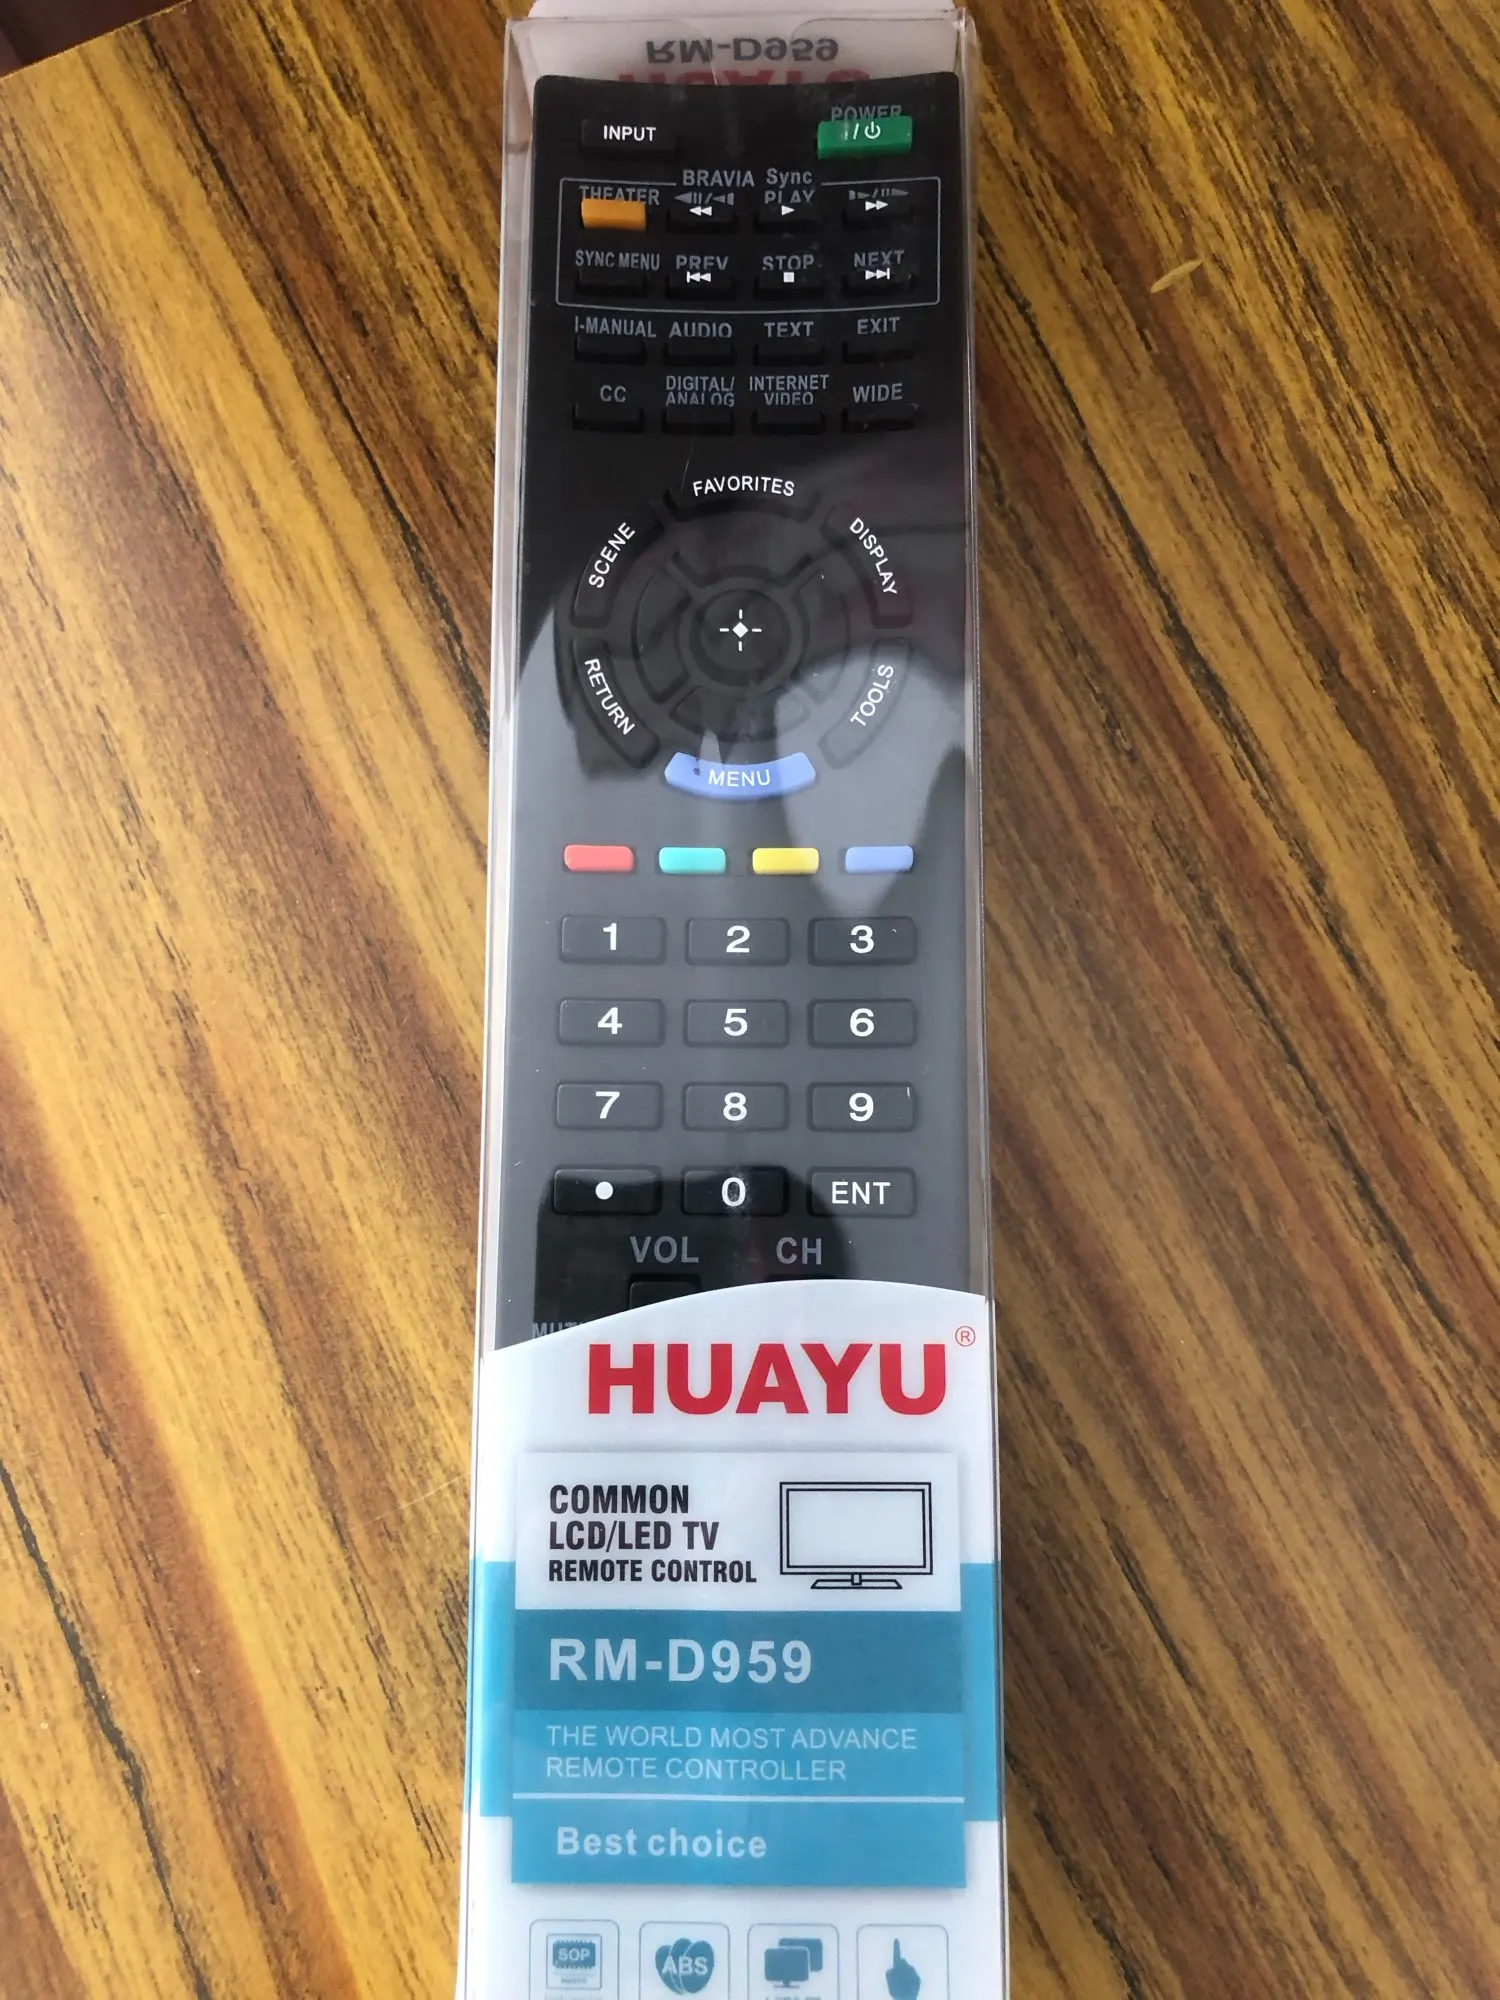 RM-D959
INPUT
POWER
I/
BRAVIA Sync
THEATER
PLAY
SYNC MENU PREV STOP NEXT
I-MANUAL AUDIO TEXT EXIT
CC DIGITAL/ INTERNET WIDE
ANALOG VIDEO
FAVORITES
SCENE
DISPLAY
RETURN
TOOLS
MENU
1 2 3
4 5 6
7 8 9
• 0 ENT
VOL CH
HUAYU®
COMMON
LCD/LED TV
REMOTE CONTROL
RM-D959
THE WORLD MOST ADVANCE
REMOTE CONTROLLER
Best choice
SOP
ABS